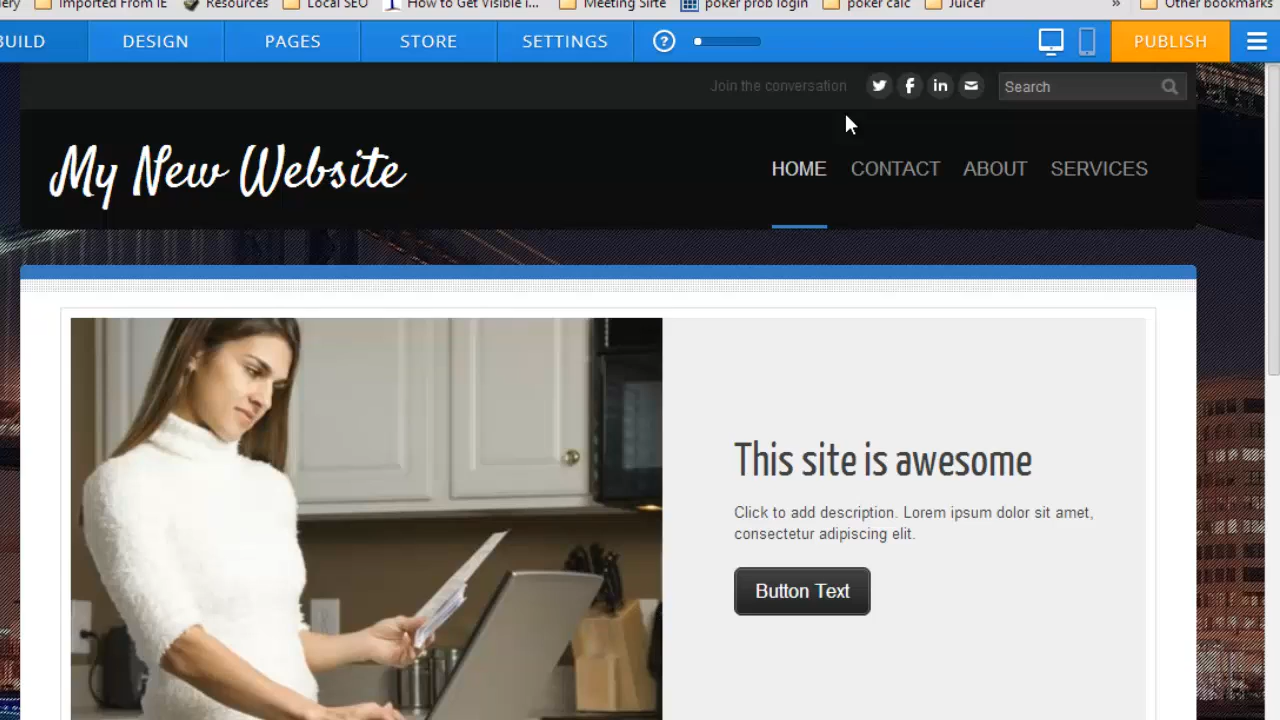 Imported From IE Resources Local SEO How to Get Visible i... Meeting Sirte poker prob login poker calc Juicer » Other bookmarks
DESIGN PAGES STORE SETTINGS ? PUBLISH
Join the conversation Search
My New Website
HOME CONTACT ABOUT SERVICES
This site is awesome
Click to add description. Lorem ipsum dolor sit amet,
consectetur adipiscing elit.
Button Text